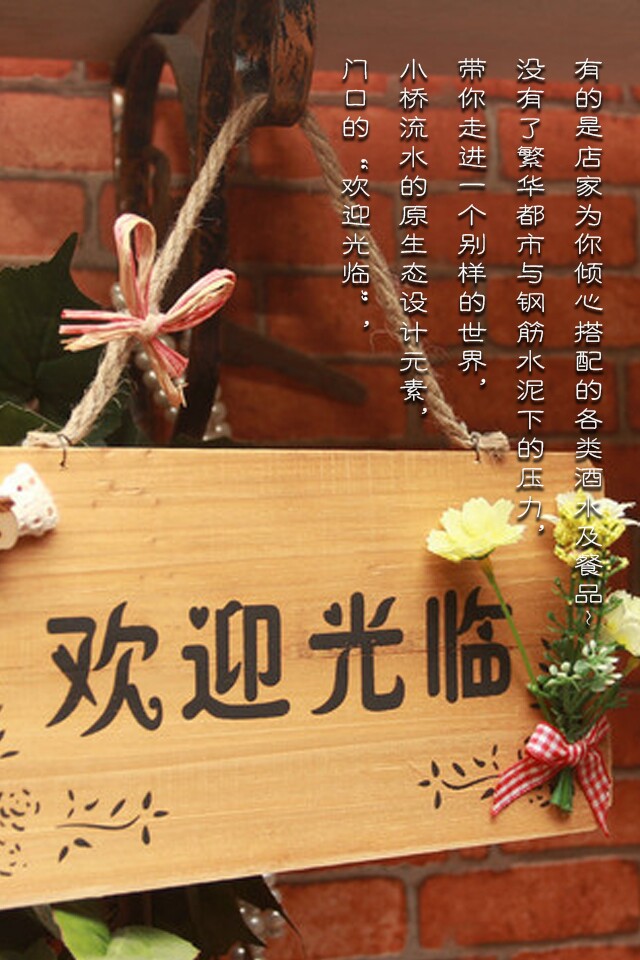 门口的“欢迎光临”，
小桥流水的原生态设计元素，
带你走进一个别样的世界，
没有了繁华都市与钢筋水泥下的压力，
有的是店家为你倾心搭配的各类酒水及餐品~
欢迎光临